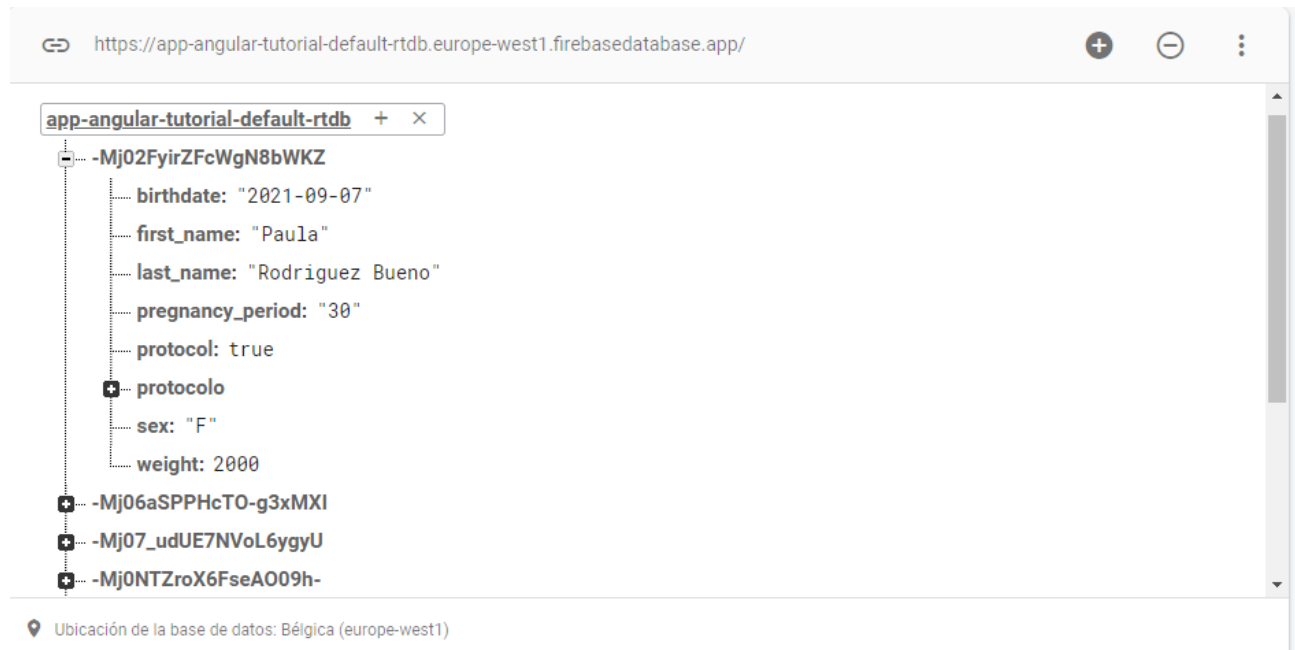 https://app-angular-tutorial-default-rtdb.europe-west1.firebasedatabase.app/
app-angular-tutorial-default-rtdb
-Mj02FyirZFcWgN8bWKZ
birthdate: "2021-09-07"
first_name: "Paula"
last_name: "Rodriguez Bueno"
pregnancy_period: "30"
protocol: true
protocolo
sex: "F"
weight: 2000
-Mj06aSPPHcTO-g3xMXI
-Mj07_udUE7NVoL6ygyU
-Mj0NTZroX6FseAO09h-
Ubicación de la base de datos: Bélgica (europe-west1)